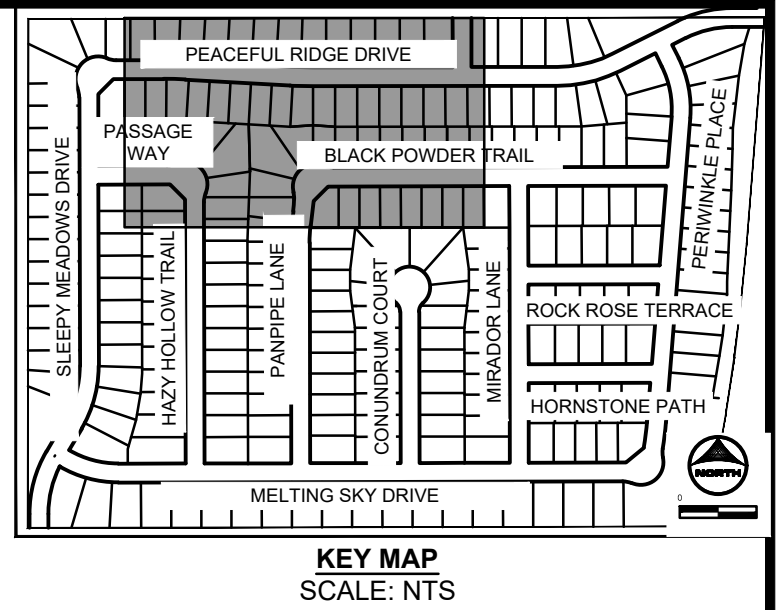 PEACEFUL RIDGE DRIVE
PASSAGE
WAY
BLACK POWDER TRAIL
SLEEPY MEADOWS DRIVE
PERIWINKLE PLACE
HAZY HOLLOW TRAIL
PANPIPE LANE
CONUNDRUM COURT
MIRADOR LANE
ROCK ROSE TERRACE
HORNSTONE PATH
MELTING SKY DRIVE
NORTH
0
KEY MAP
SCALE: NTS